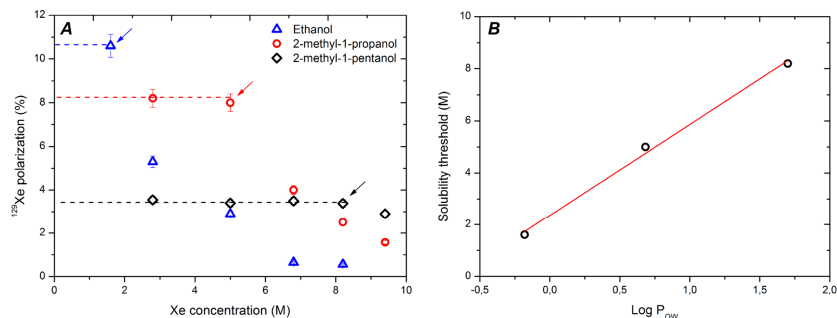 A
Ethanol
2-methyl-1-propanol
2-methyl-1-pentanol
12
10
8
6
4
2
0
¹²⁹Xe polarization (%)
0 2 4 6 8 10
Xe concentration (M)
B
10
8
6
4
2
0
Solubility threshold (M)
-0,5 0,0 0,5 1,0 1,5 2,0
Log P_OW